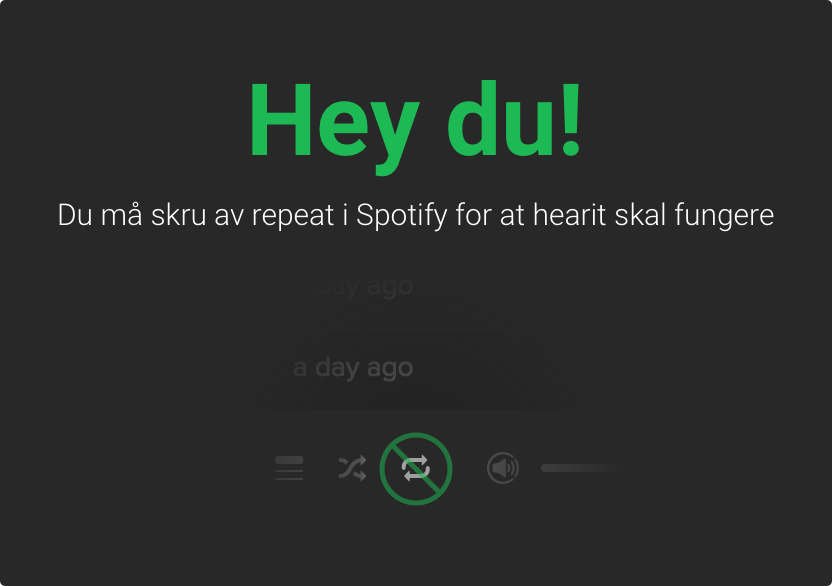 Hey du!
Du må skru av repeat i Spotify for at hearit skal fungere
day ago
a day ago